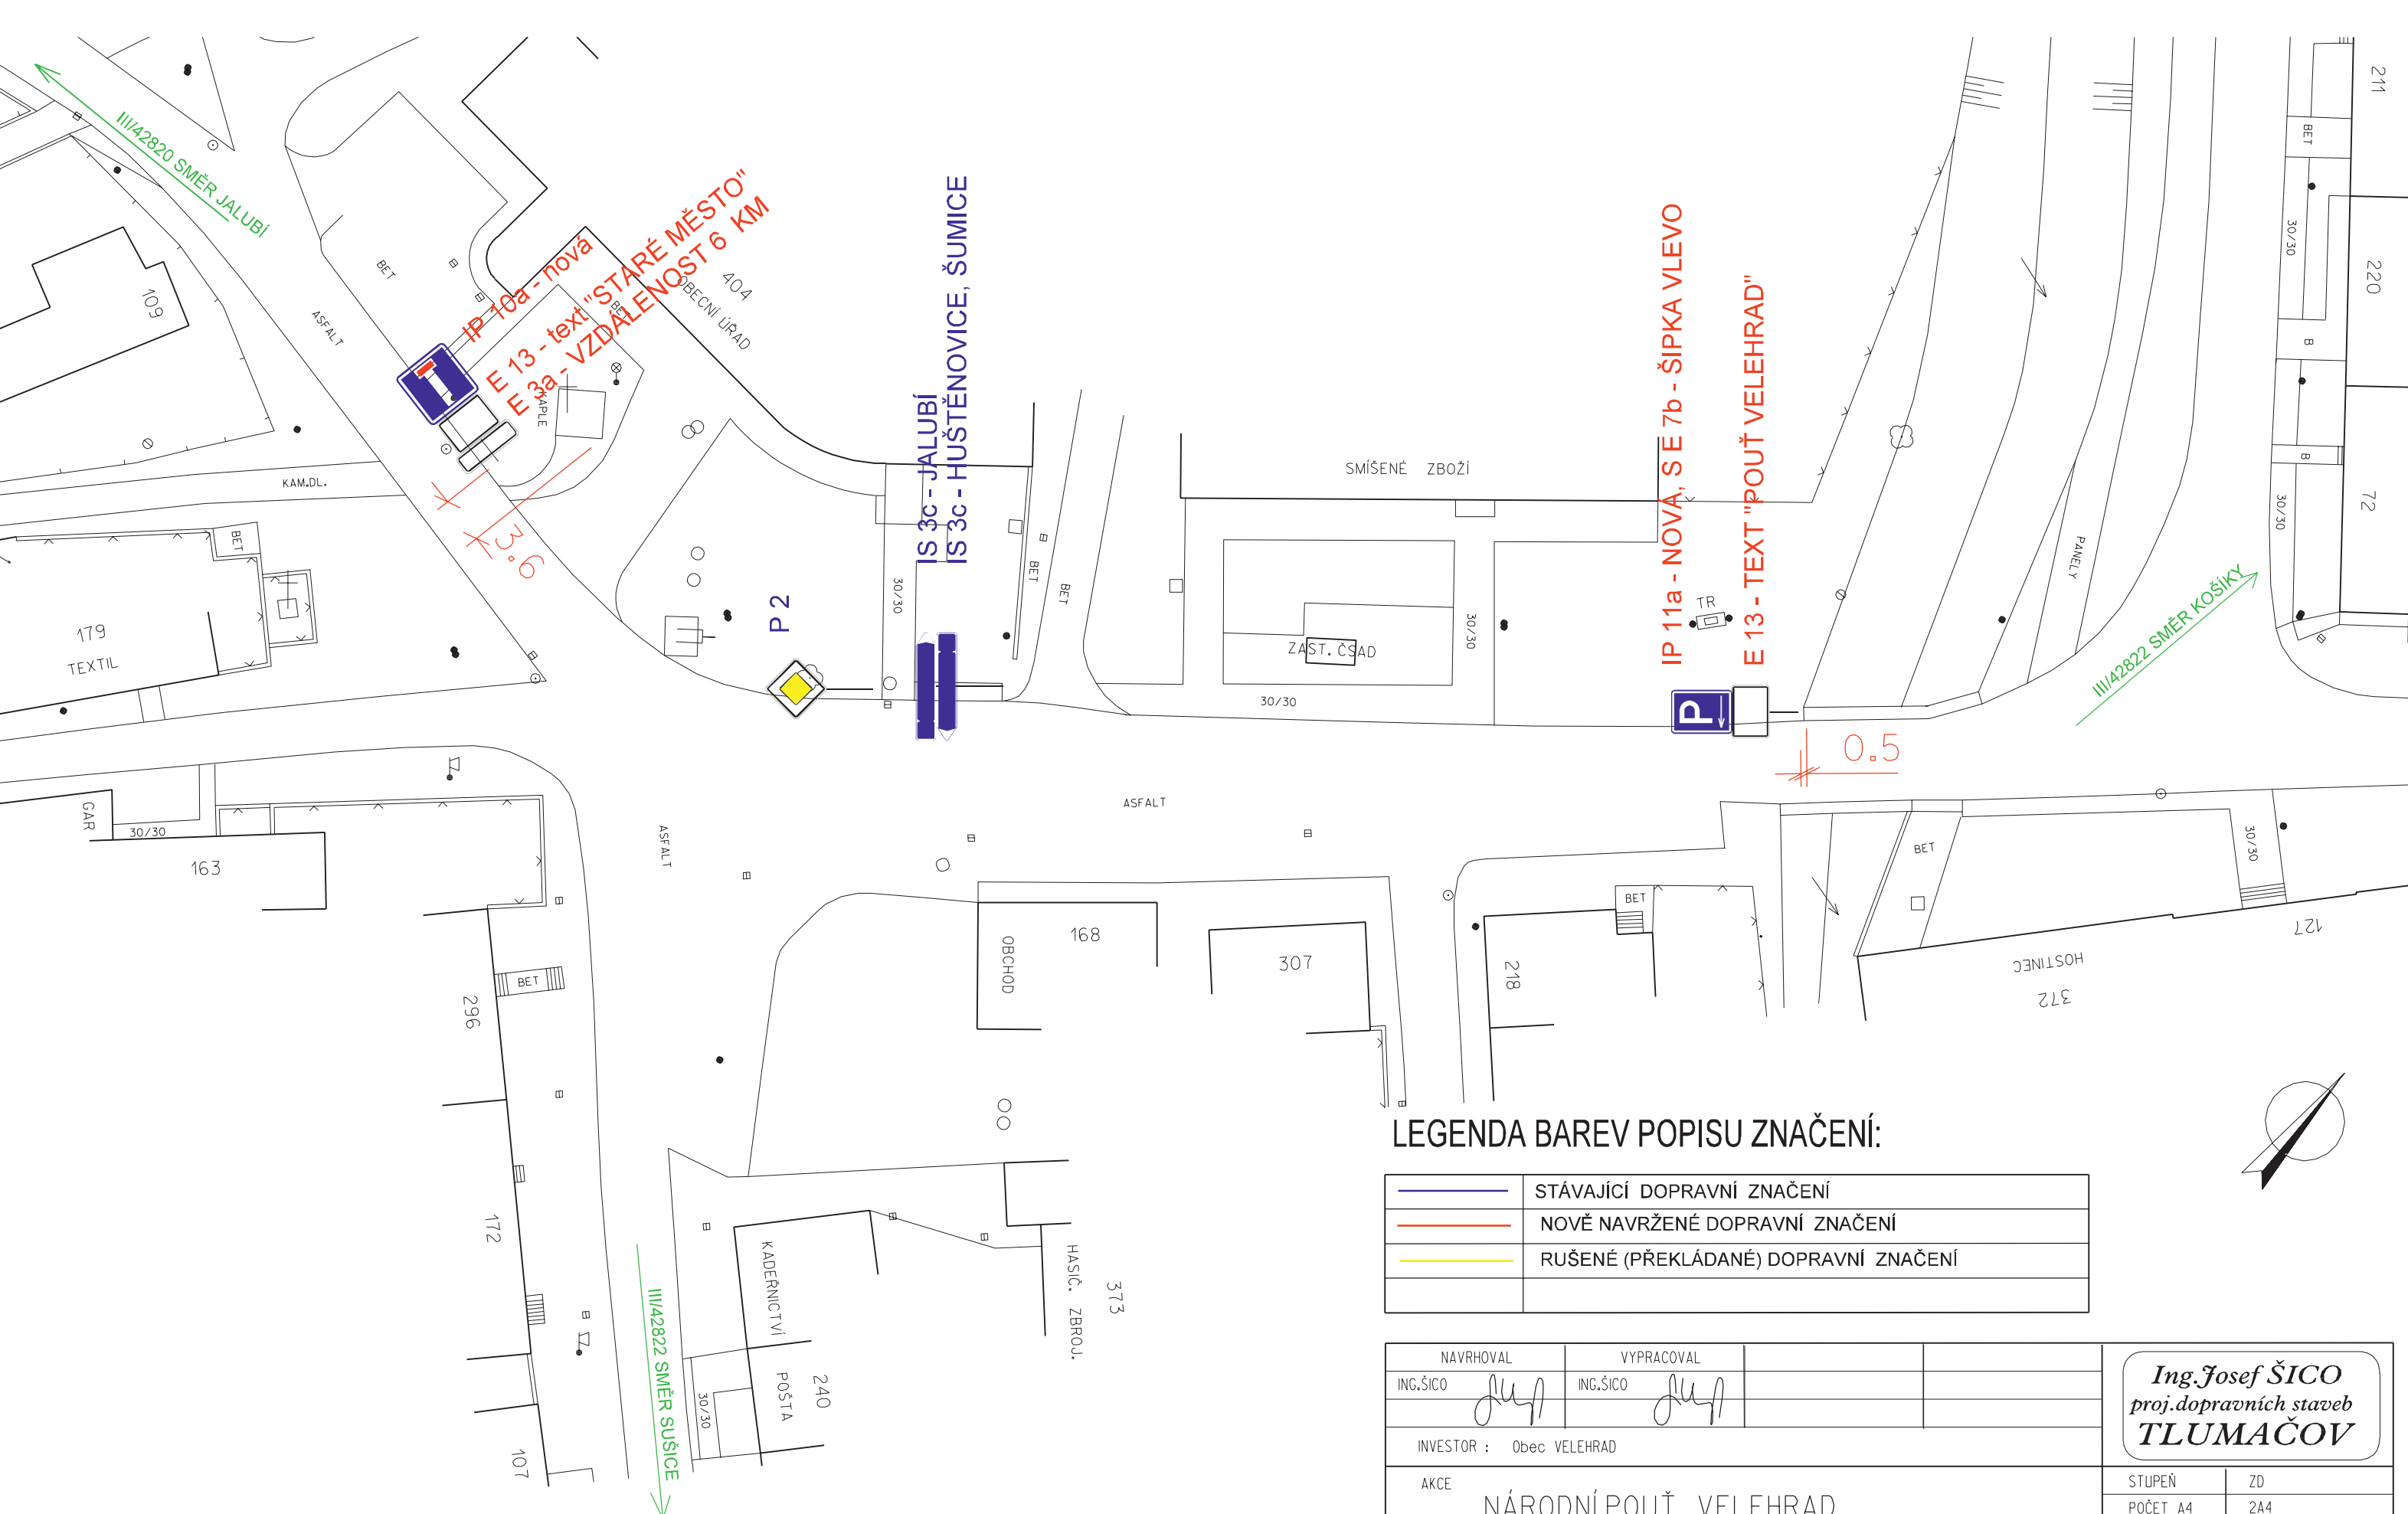 III/42820 SMĚR JALUBÍ
211
BET
BET
109
ASFALT
IP 10a - nová
E 13 - text "STARÉ MĚSTO"
E 3a - VZDÁLENOST 6 KM
BET
404
OBECNÍ ÚŘAD
KAPLE
IS 3c - JALUBÍ
IS 3c - HUŠTĚNOVICE, ŠUMICE
SMÍŠENÉ ZBOŽÍ
IP 11a - NOVÁ, S E 7b - ŠIPKA VLEVO
E 13 - TEXT "POUŤ VELEHRAD"
30/30
220
B
B
72
30/30
KAM.DL.
BET
3.6
P 2
30/30
BET
BET
ZAST. ČSAD
30/30
30/30
TR
PANELY
III/42822 SMĚR KOŠÍKY
179
TEXTIL
P
0.5
GAR
30/30
163
ASFALT
ASFALT
BET
30/30
BET
127
HOSTINEC
372
OBCHOD
168
307
218
BET
296
172
107
III/42822 SMĚR SUŠICE
KADEŘNICTVÍ
POŠTA
240
30/30
HASIČ. ZBROJ.
373
LEGENDA BAREV POPISU ZNAČENÍ:
STÁVAJÍCÍ DOPRAVNÍ ZNAČENÍ
NOVĚ NAVRŽENÉ DOPRAVNÍ ZNAČENÍ
RUŠENÉ (PŘEKLÁDANÉ) DOPRAVNÍ ZNAČENÍ
NAVRHOVAL VYPRACOVAL
ING.ŠICO ING.ŠICO
INVESTOR : Obec VELEHRAD
AKCE
NÁRODNÍ POUŤ VELEHRAD
Ing.Josef ŠICO
proj.dopravních staveb
TLUMAČOV
STUPEŇ ZD
POČET A4 2A4